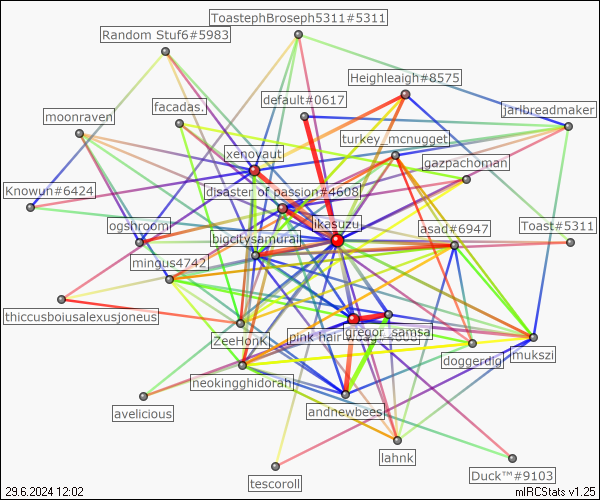 ToastephBroseph5311#5311
Random Stuf6#5983
Heighleaigh#8575
facadas.
default#0617
jarlbreadmaker
moonraven
turkey_mcnugget
xenovaut
gazpachoman
Knowun#6424
disaster of passion#4608
ogshroom
likasuzu
asad#6947
Toast#5311
bigcitysamurai
mingus4742
thiccusboiusalexusjoneus
ZeeHonK
pink hair
gregor_samsa
mukszi
doggerdig
neokingghidorah
avelicious
andnewbees
lahnk
tescoroll
Duck™#9103
29.6.2024 12:02
mIRCStats v1.25